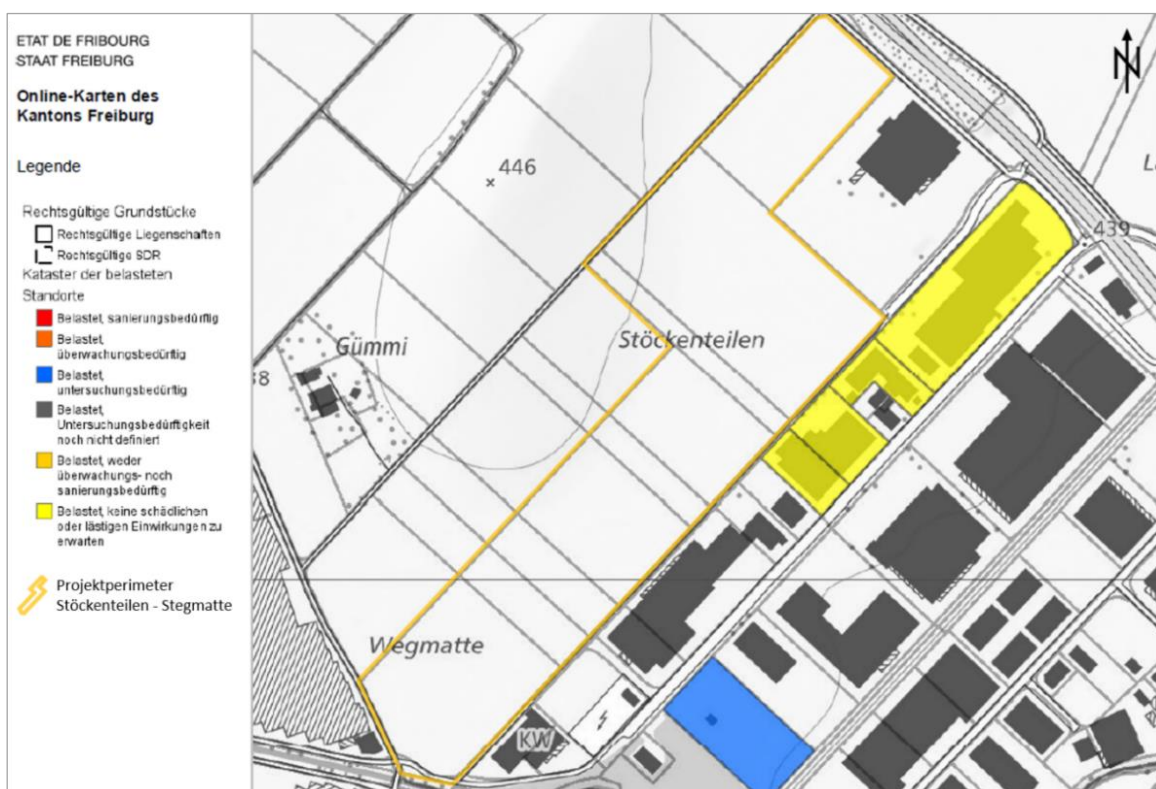 ETAT DE FRIBOURG
STAAT FREIBURG
Online-Karten des
Kantons Freiburg
Legende
Rechtsgültige Grundstücke
Rechtsgültige Liegenschaften
Rechtsgültige SDR
Kataster der belasteten
Standorte
Belastet, sanierungsbedürftig
Belastet,
überwachungsbedürftig
Belastet,
untersuchungsbedürftig
Belastet,
Untersuchungsbedürftigkeit
noch nicht definiert
Belastet, weder
überwachungs- noch
sanierungsbedürftig
Belastet, keine schädlichen
oder lästigen Einwirkungen zu
erwarten
Projektperimeter
Stöckenteilen - Stegmatte
N
446
439
Stöckenteilen
Gümmi
Wegmatte
KW